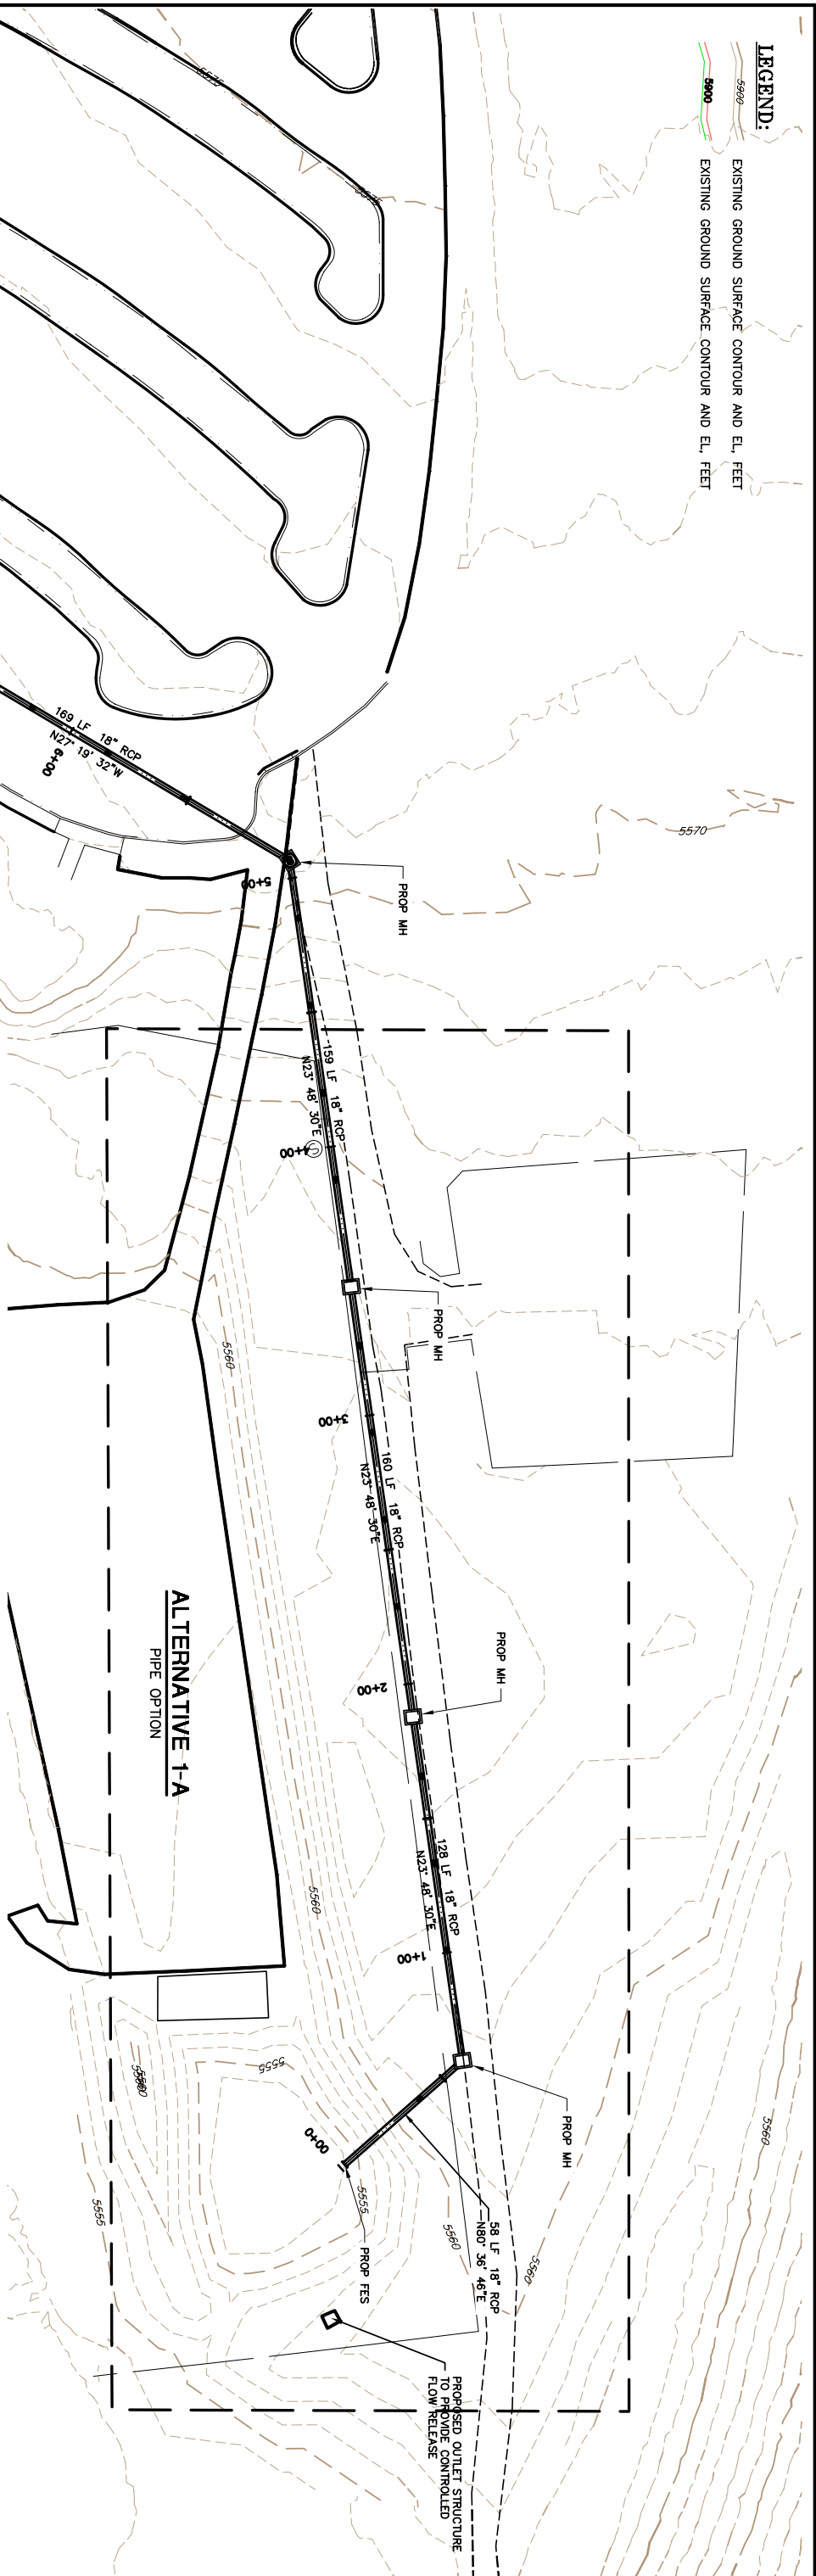 LEGEND:
5900
EXISTING GROUND SURFACE CONTOUR AND EL, FEET
5900
EXISTING GROUND SURFACE CONTOUR AND EL, FEET
5575
5575
5570
169 LF 18" RCP
N27° 19' 32"W
6+00
5+00
PROP MH
159 LF 18" RCP
N23° 48' 30"E
4+00
S
PROP MH
5560
3+00
160 LF 18" RCP
N23° 48' 30"E
PROP MH
2+00
ALTERNATIVE 1-A
PIPE OPTION
128 LF 18" RCP
N23° 48' 30"E
5560
1+00
PROP MH
5560
5555
5560
0+00
5555
5555
5560
58 LF 18" RCP
N80° 36' 46"E
5560
PROP FES
PROPOSED OUTLET STRUCTURE
TO PROVIDE CONTROLLED
FLOW RELEASE